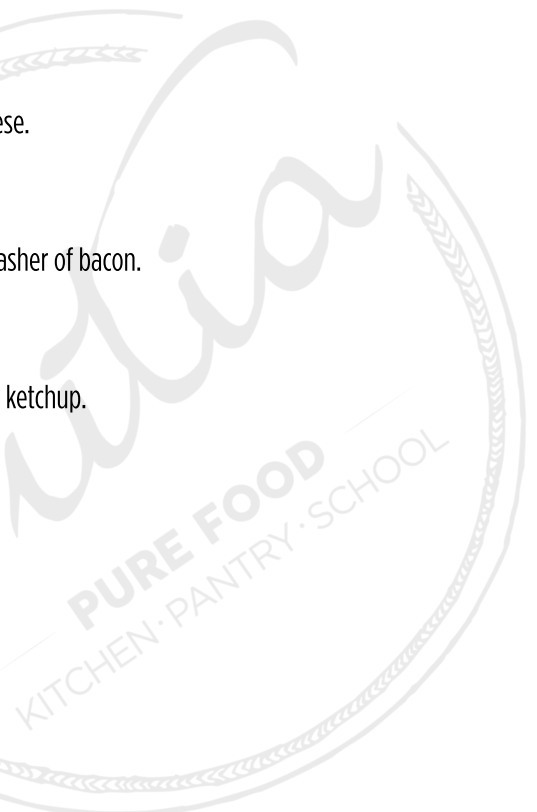 ese.
asher of bacon.
ketchup.
PURE FOOD
KITCHEN·PANTRY·SCHOOL